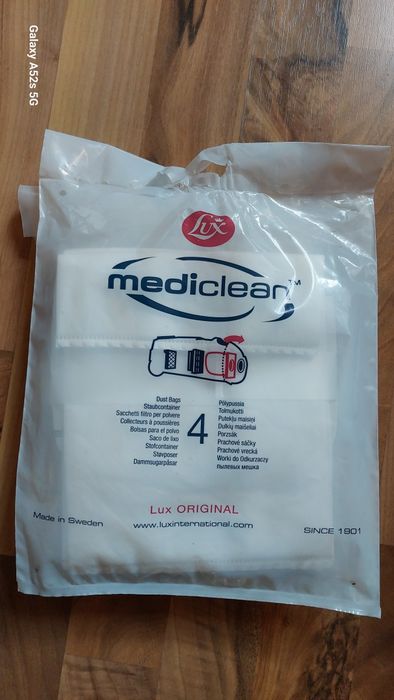 Galaxy A52s 5G
Lux
mediclean™
Dust Bags
Staubcontainer
Sacchetti filtro per polvere
Collecteurs à poussières
Bolsas para el polvo
Saco de lixo
Stofcontainer
Støvposer
Dammsugarpåsar
4
Pölypussia
Tolmukotti
Putekļu maisiņi
Dulkių maišeliai
Porzsák
Prachové sáčky
Prachové vrecká
Worki do Odkurzaczy
пылевых мешка
Lux ORIGINAL
Made in Sweden
www.luxinternational.com
SINCE 1901